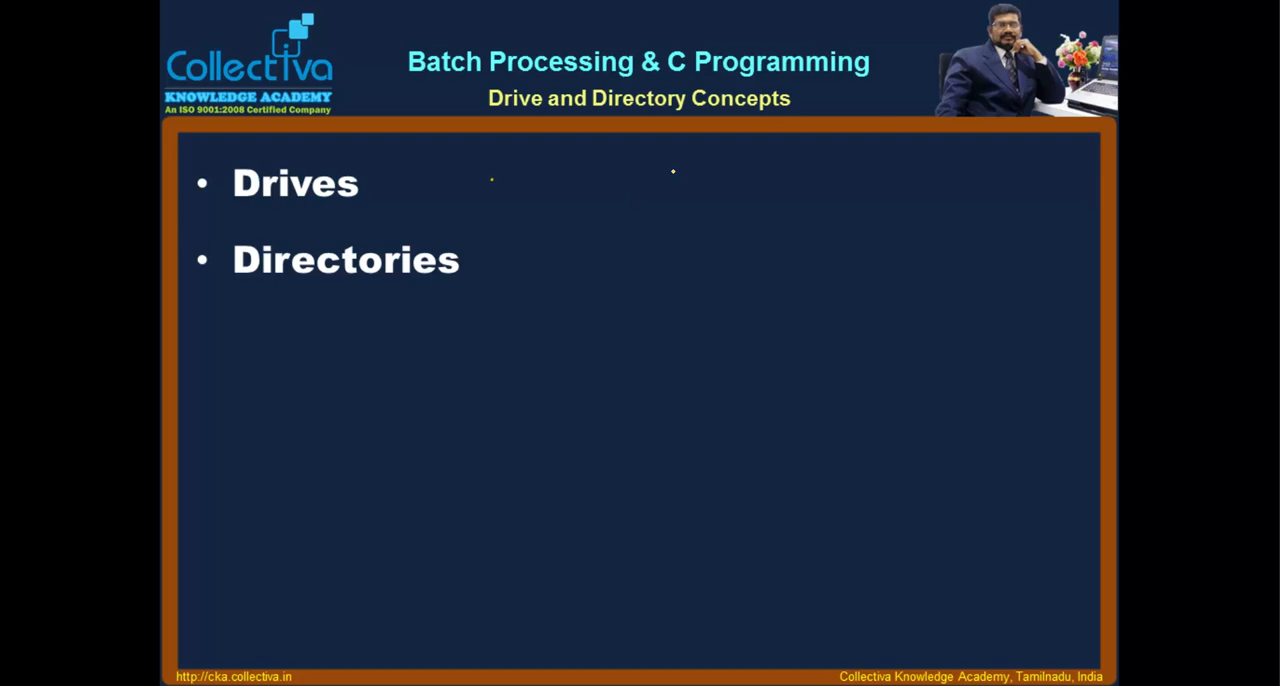 Collectiva
KNOWLEDGE ACADEMY
An ISO 9001:2008 Certified Company
Batch Processing & C Programming
Drive and Directory Concepts
• Drives
• Directories
http://cka.collectiva.in
Collectiva Knowledge Academy, Tamilnadu, India